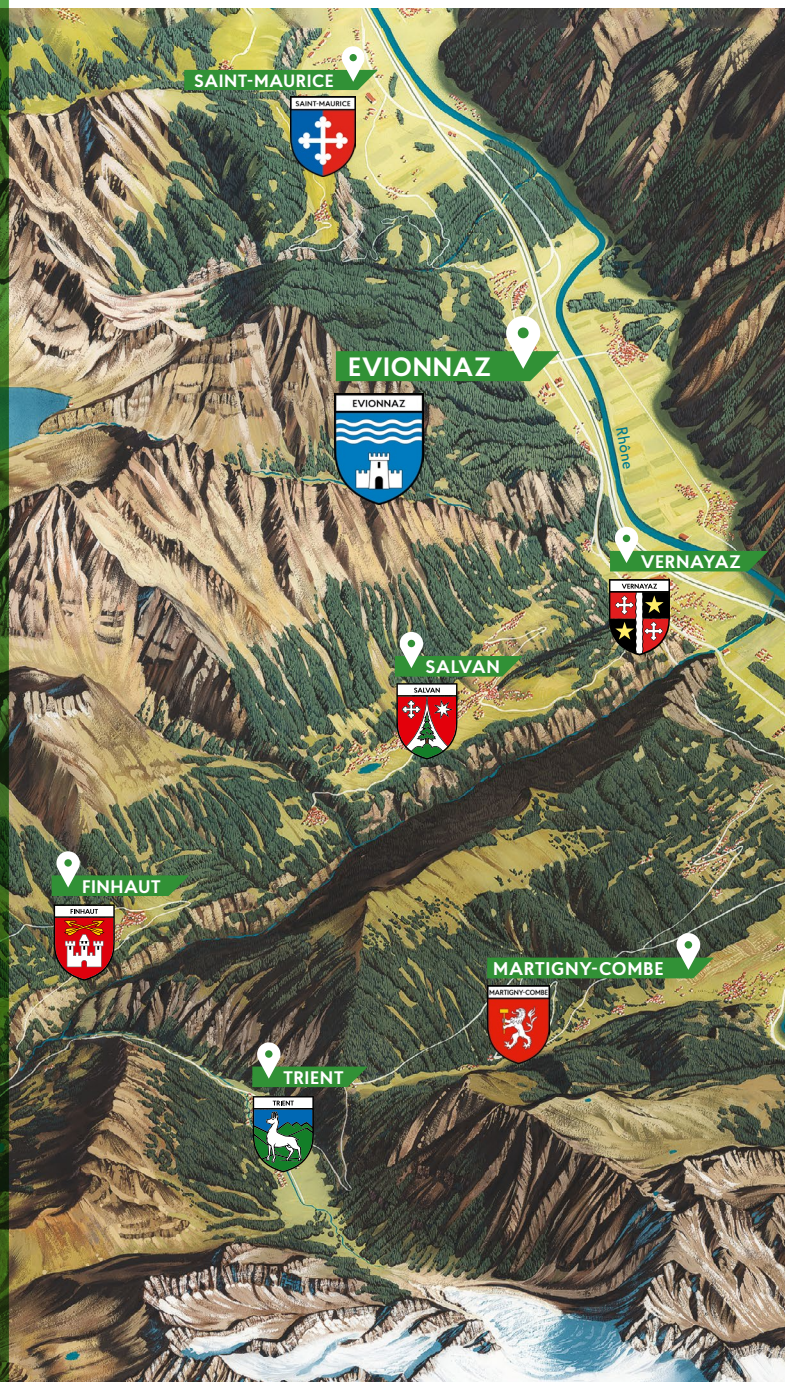 SAINT-MAURICE
SAINT-MAURICE
EVIONNAZ
EVIONNAZ
Rhône
VERNAYAZ
VERNAYAZ
SALVAN
SALVAN
FINHAUT
FINHAUT
MARTIGNY-COMBE
MARTIGNY-COMBE
TRIENT
TRIENT